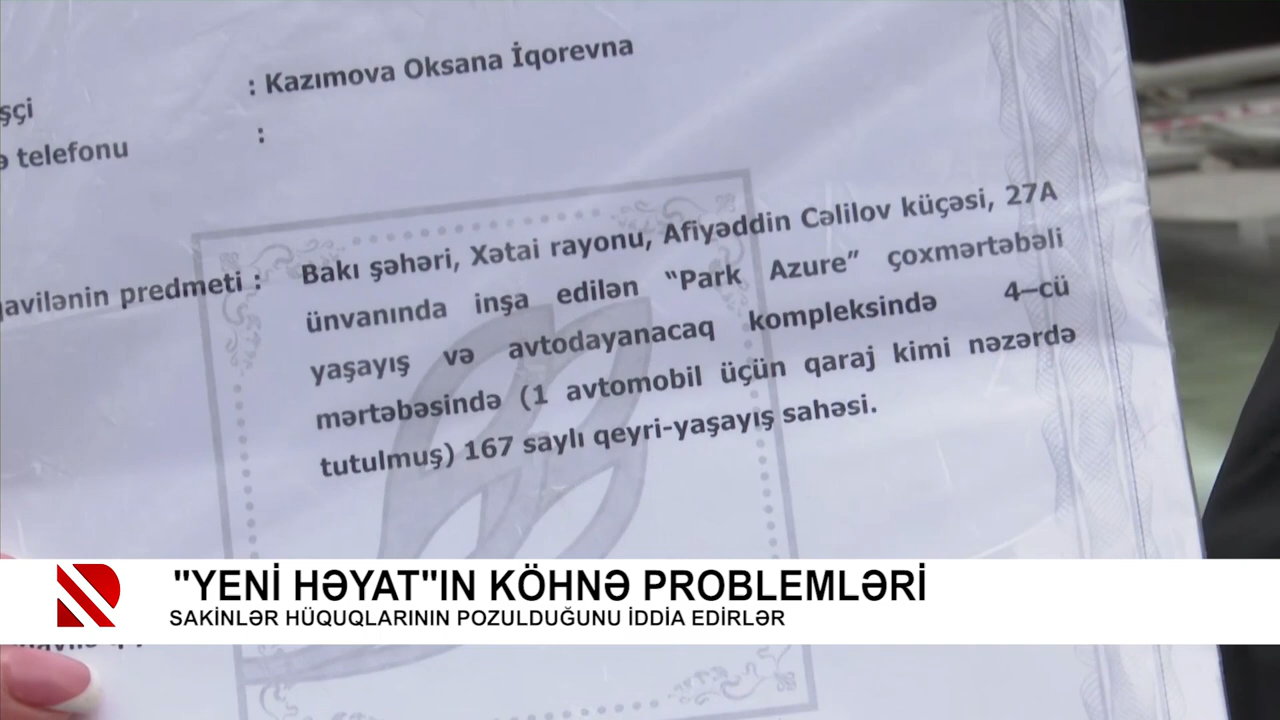 : Kazımova Oksana İqorevna
şçi
ə telefonu :
avilənin predmeti : Bakı şəhəri, Xətai rayonu, Afiyəddin Cəlilov küçəsi, 27A
ünvanında inşa edilən “Park Azure” çoxmərtəbəli
yaşayış və avtodayanacaq kompleksində 4–cü
mərtəbəsində (1 avtomobil üçün qaraj kimi nəzərdə
tutulmuş) 167 saylı qeyri-yaşayış sahəsi.
"YENİ HƏYAT"IN KÖHNƏ PROBLEMLƏRİ
SAKİNLƏR HÜQUQLARININ POZULDUĞUNU İDDİA EDİRLƏR